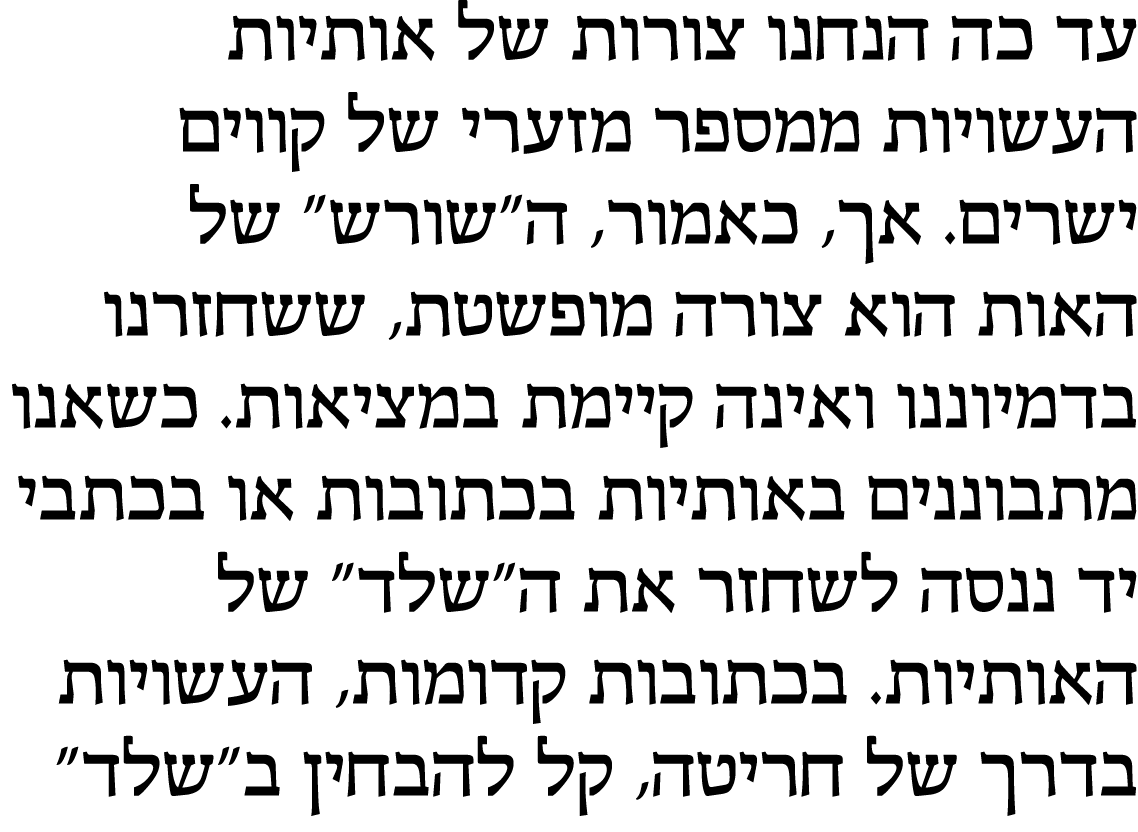 עד כה הנחנו צורות של אותיות
העשויות ממספר מזערי של קווים
ישרים. אך, כאמור, ה"שורש" של
האות הוא צורה מופשטת, ששחזרנו
בדמיוננו ואינה קיימת במציאות. כשאנו
מתבוננים באותיות בכתובות או בכתבי
יד ננסה לשחזר את ה"שלד" של
האותיות. בכתובות קדומות, העשויות
בדרך של חריטה, קל להבחין ב"שלד"